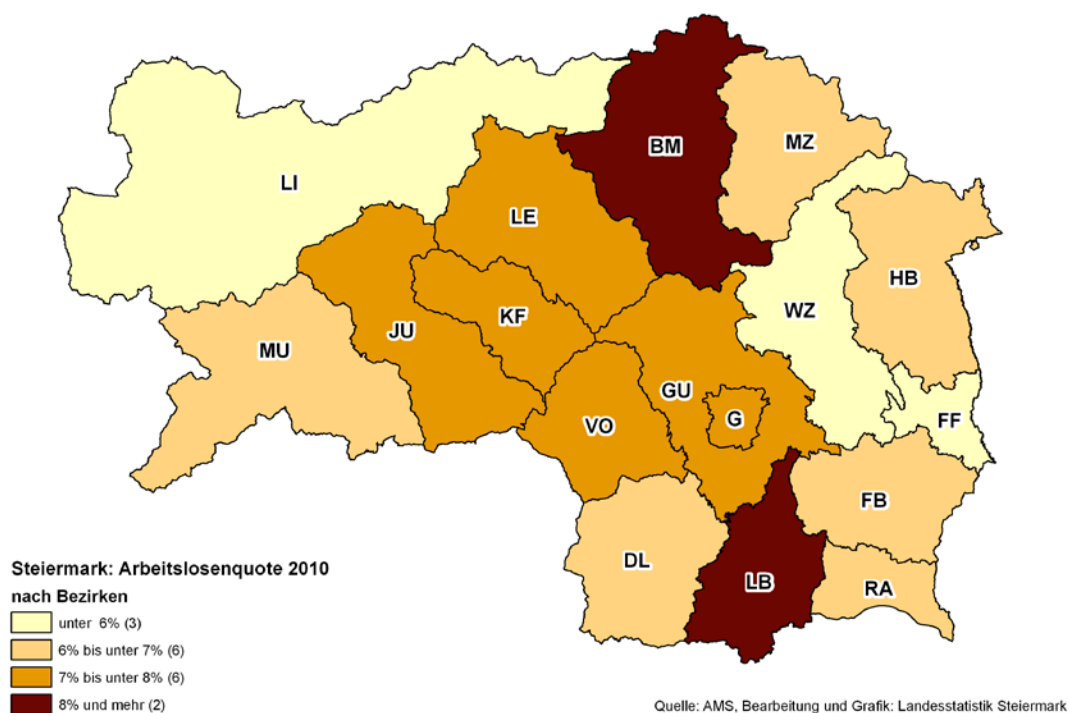 BM
MZ
LI
LE
HB
WZ
KF
JU
MU
GU
G
FF
VO
FB
DL
LB
RA
Steiermark: Arbeitslosenquote 2010
nach Bezirken
unter 6% (3)
6% bis unter 7% (6)
7% bis unter 8% (6)
8% und mehr (2)
Quelle: AMS, Bearbeitung und Grafik: Landesstatistik Steiermark